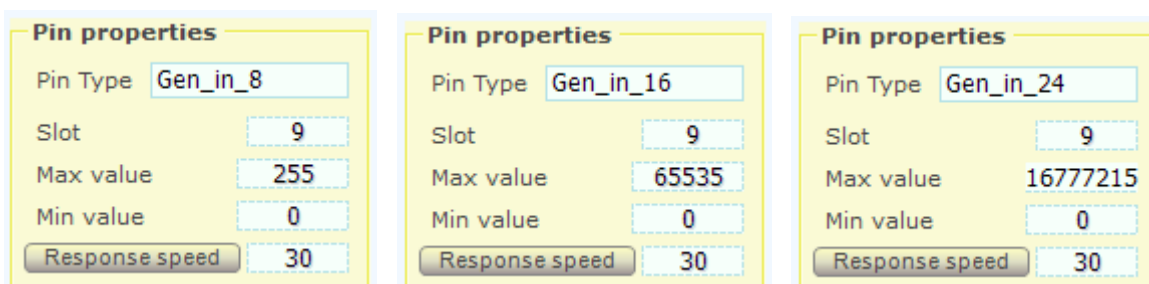 Pin properties
Pin Type Gen_in_8
Slot 9
Max value 255
Min value 0
Response speed 30
Pin properties
Pin Type Gen_in_16
Slot 9
Max value 65535
Min value 0
Response speed 30
Pin properties
Pin Type Gen_in_24
Slot 9
Max value 16777215
Min value 0
Response speed 30